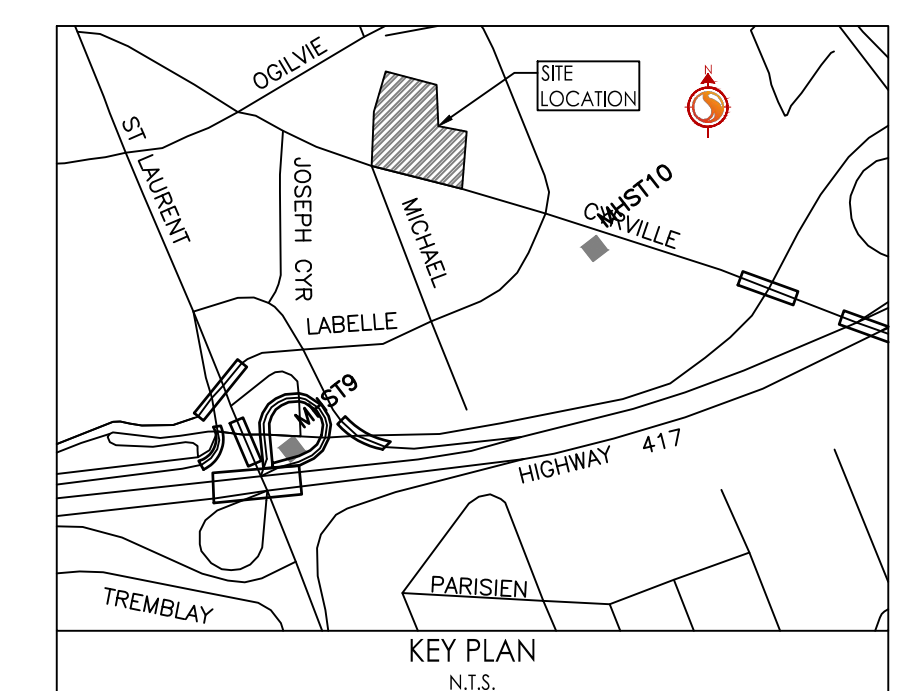 OGILVIE
SITE
LOCATION
N
ST LAURENT
JOSEPH CYR
MICHAEL
MHST10
LABELLE
MHST9
HIGHWAY 417
PARISIEN
TREMBLAY
KEY PLAN
N.T.S.